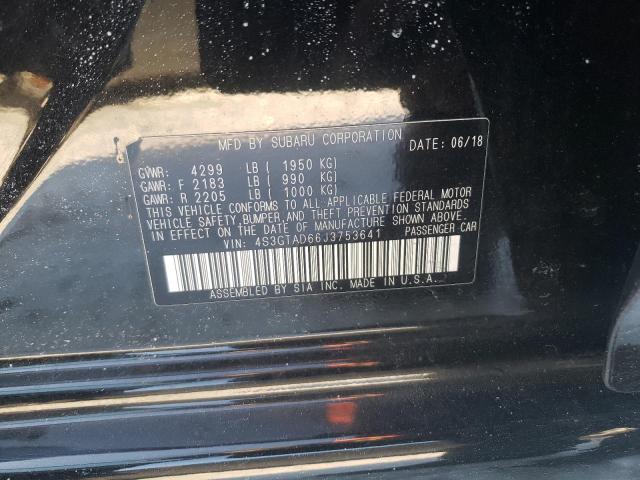 MFD BY SUBARU CORPORATION DATE: 06/18
GVWR: 4299 LB ( 1950 KG)
GAWR: F 2183 LB ( 990 KG)
GAWR: R 2205 LB ( 1000 KG)
THIS VEHICLE CONFORMS TO ALL APPLICABLE FEDERAL MOTOR
VEHICLE SAFETY,BUMPER,AND THEFT PREVENTION STANDARDS
IN EFFECT ON THE DATE OF MANUFACTURE SHOWN ABOVE.
VIN: 4S3GTAD66J3753641 PASSENGER CAR
ASSEMBLED BY SIA INC. MADE IN U.S.A.